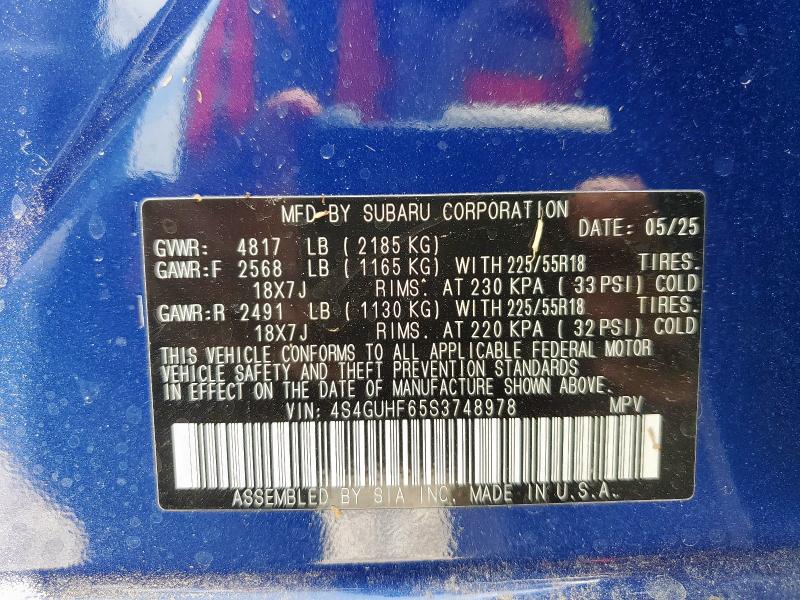 MFD BY SUBARU CORPORATION
DATE: 05/25
GVWR: 4817 LB ( 2185 KG)
GAWR:F 2568 LB ( 1165 KG) WITH 225/55R18 TIRES.
18X7J RIMS. AT 230 KPA ( 33 PSI) COLD
GAWR:R 2491 LB ( 1130 KG) WITH 225/55R18 TIRES.
18X7J RIMS. AT 220 KPA ( 32 PSI) COLD
THIS VEHICLE CONFORMS TO ALL APPLICABLE FEDERAL MOTOR
VEHICLE SAFETY AND THEFT PREVENTION STANDARDS
IN EFFECT ON THE DATE OF MANUFACTURE SHOWN ABOVE.
VIN: 4S4GUHF65S3748978 MPV
ASSEMBLED BY SIA INC. MADE IN U.S.A.